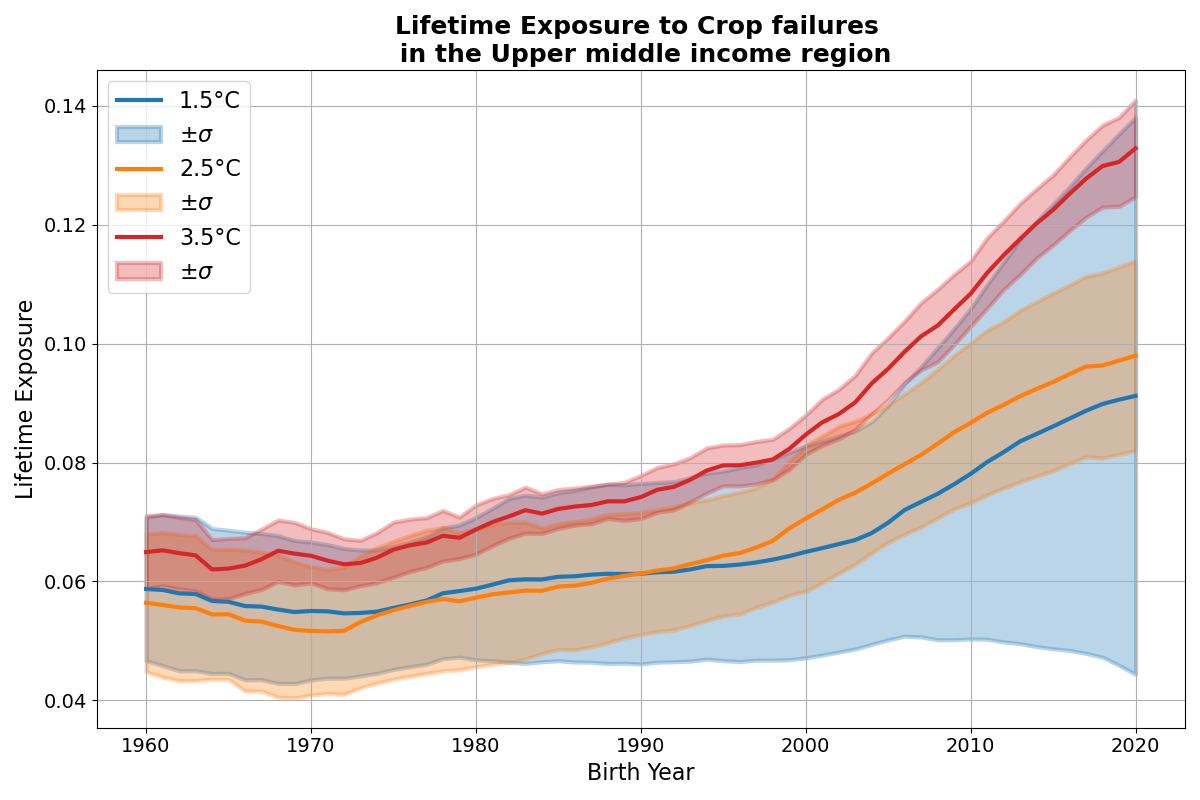 Lifetime Exposure to Crop failures
in the Upper middle income region
1.5°C
±σ
2.5°C
±σ
3.5°C
±σ
Lifetime Exposure
0.14
0.12
0.10
0.08
0.06
0.04
1960 1970 1980 1990 2000 2010 2020
Birth Year